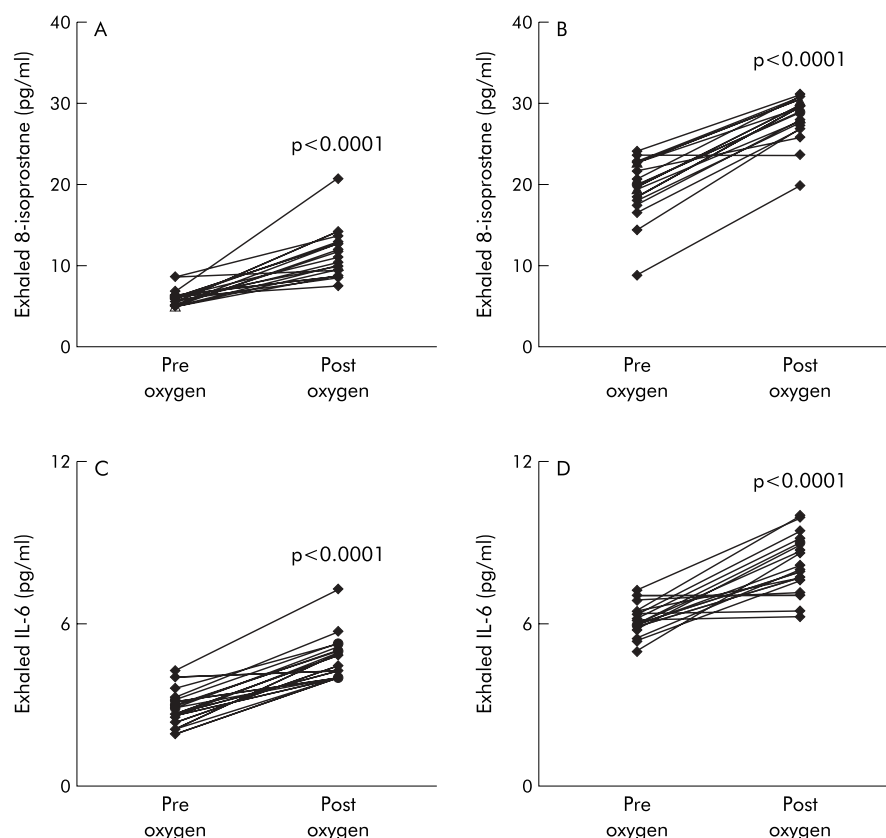 A
Exhaled 8-isoprostane (pg/ml)
40
30
20
10
0
p<0.0001
Pre
oxygen
Post
oxygen
B
Exhaled 8-isoprostane (pg/ml)
40
30
20
10
0
p<0.0001
Pre
oxygen
Post
oxygen
C
Exhaled IL-6 (pg/ml)
12
6
0
p<0.0001
Pre
oxygen
Post
oxygen
D
Exhaled IL-6 (pg/ml)
12
6
0
p<0.0001
Pre
oxygen
Post
oxygen